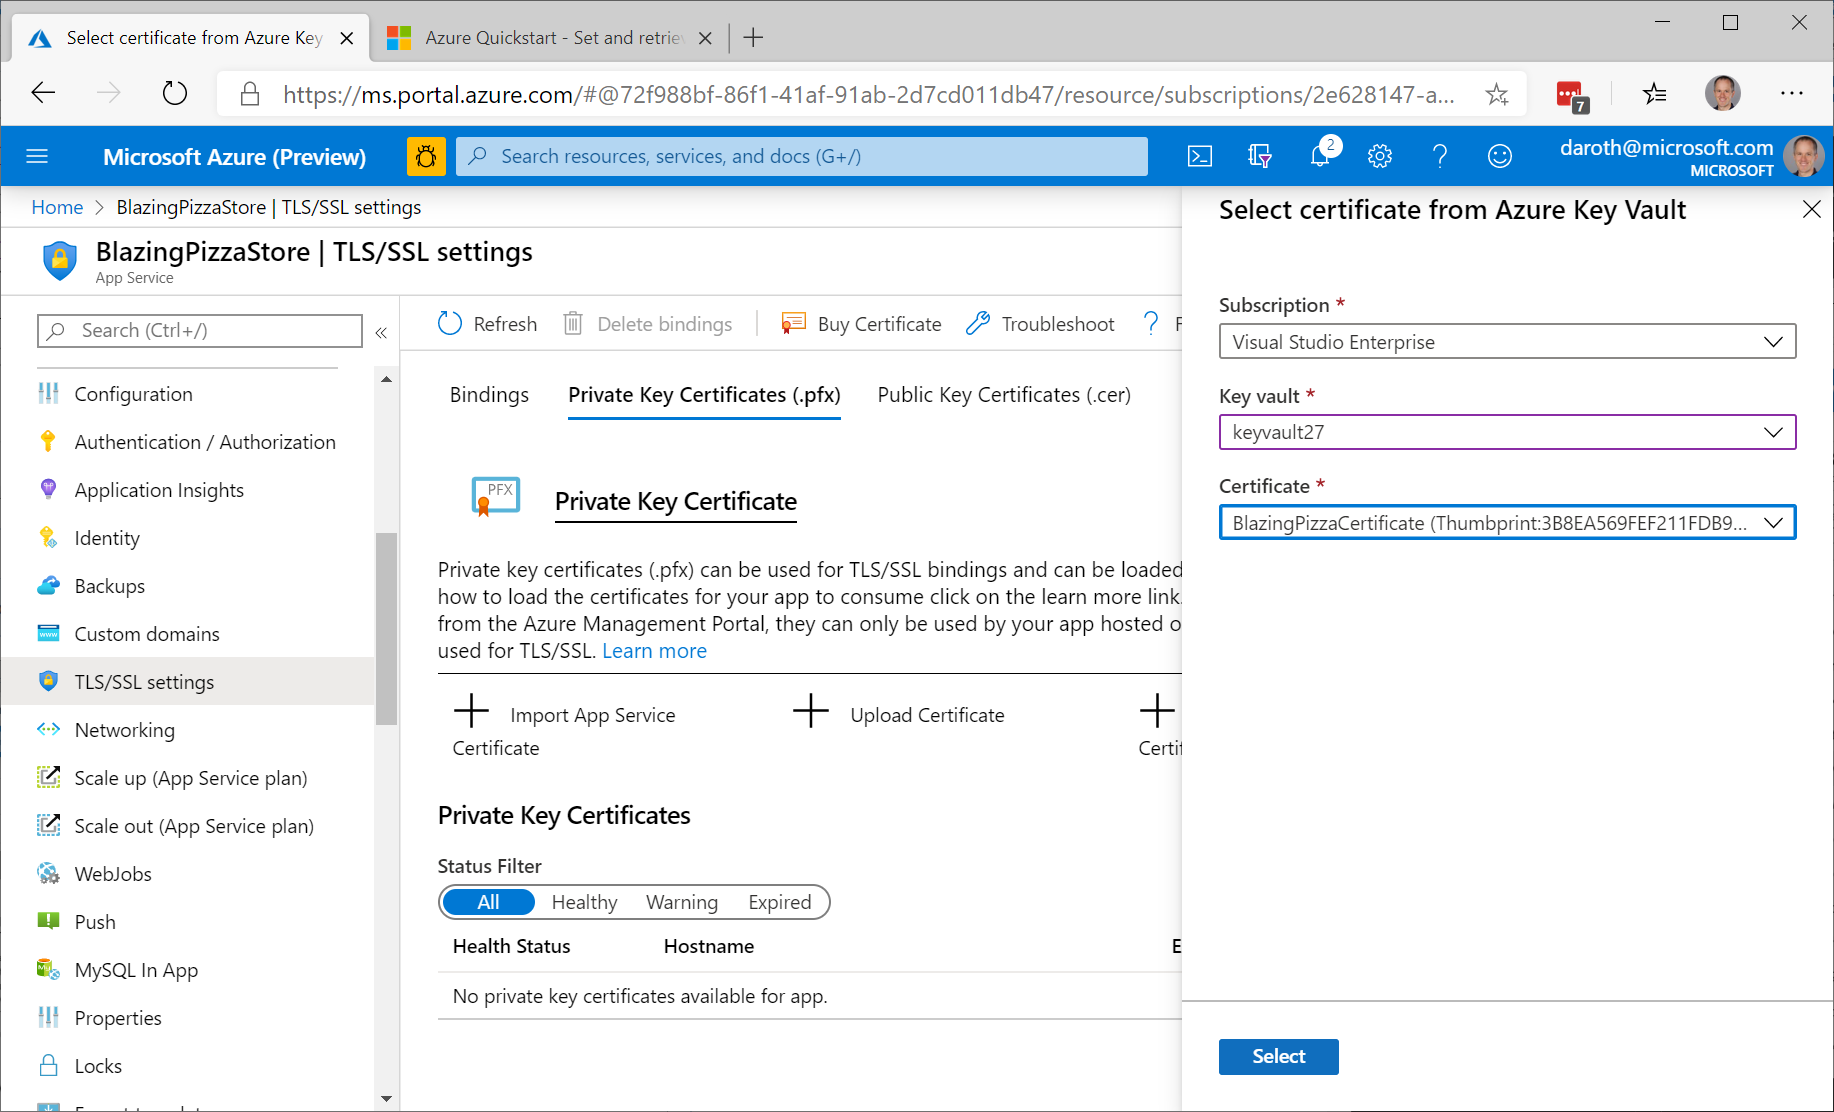 Select certificate from Azure Key
Azure Quickstart - Set and retrie
https://ms.portal.azure.com/#@72f988bf-86f1-41af-91ab-2d7cd011db47/resource/subscriptions/2e628147-a...
7
Microsoft Azure (Preview)
Search resources, services, and docs (G+/)
2
daroth@microsoft.com
MICROSOFT
Home > BlazingPizzaStore | TLS/SSL settings
BlazingPizzaStore | TLS/SSL settings
App Service
Search (Ctrl+/)
«
Configuration
Authentication / Authorization
Application Insights
Identity
Backups
Custom domains
TLS/SSL settings
Networking
Scale up (App Service plan)
Scale out (App Service plan)
WebJobs
Push
MySQL In App
Properties
Locks
Refresh
Delete bindings
Buy Certificate
Troubleshoot
? F
Bindings
Private Key Certificates (.pfx)
Public Key Certificates (.cer)
PFX
Private Key Certificate
Private key certificates (.pfx) can be used for TLS/SSL bindings and can be loaded
how to load the certificates for your app to consume click on the learn more link.
from the Azure Management Portal, they can only be used by your app hosted o
used for TLS/SSL. Learn more
Import App Service
Certificate
Upload Certificate
Certif
Private Key Certificates
Status Filter
All Healthy Warning Expired
Health Status Hostname E
No private key certificates available for app.
Select certificate from Azure Key Vault
Subscription *
Visual Studio Enterprise
Key vault *
keyvault27
Certificate *
BlazingPizzaCertificate (Thumbprint:3B8EA569FEF211FDB9...
Select